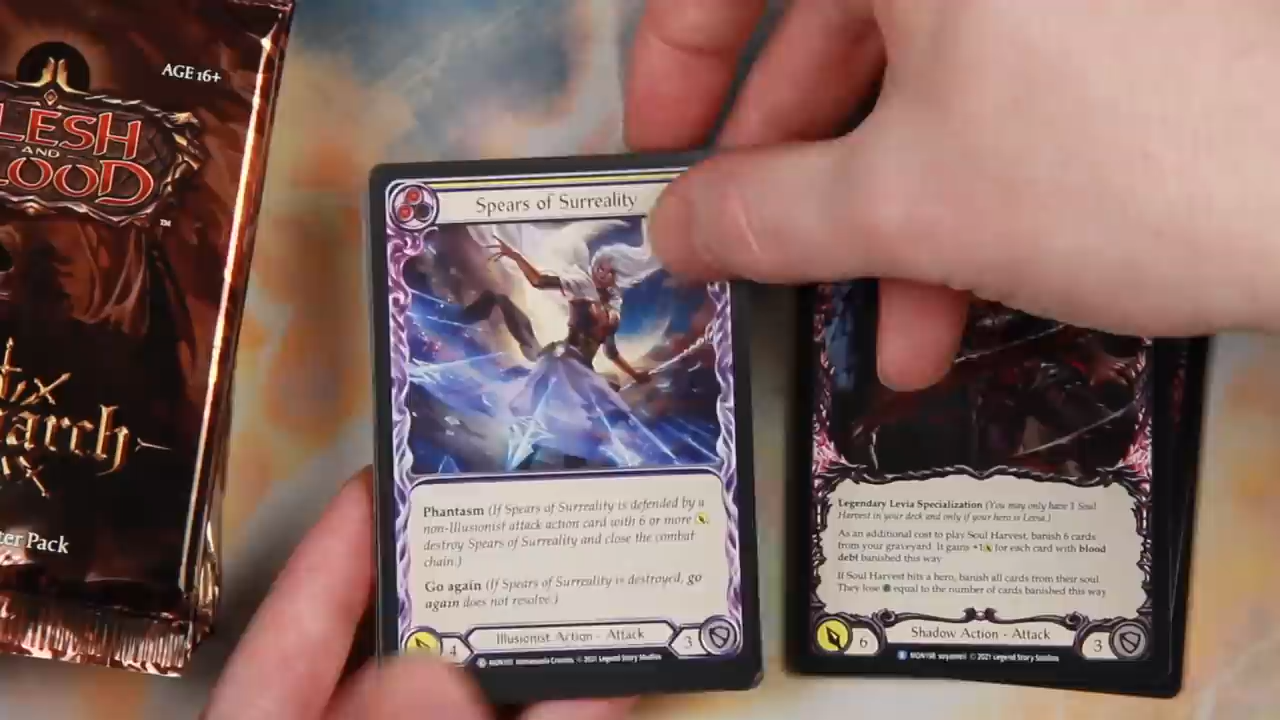 AGE 16+
LESH
AND
LOOD
TM
arch
ter Pack
Spears of Surreality
Phantasm (If Spears of Surreality is defended by a
non-Illusionist attack action card with 6 or more
destroy Spears of Surreality and close the combat
chain.)
Go again (If Spears of Surreality is destroyed, go
again does not resolve.)
4
Illusionist Action - Attack
3
© 2021 Legend Story Studios
Legendary Levia Specialization (You may only have 1 Soul
Harvest in your deck and only if your hero is Levia.)
As an additional cost to play Soul Harvest, banish 6 cards
from your graveyard. It gains +1 for each card with blood
debt banished this way
If Soul Harvest hits a hero, banish all cards from their soul.
They lose equal to the number of cards banished this way
6
Shadow Action - Attack
3
© 2021 Legend Story Studios